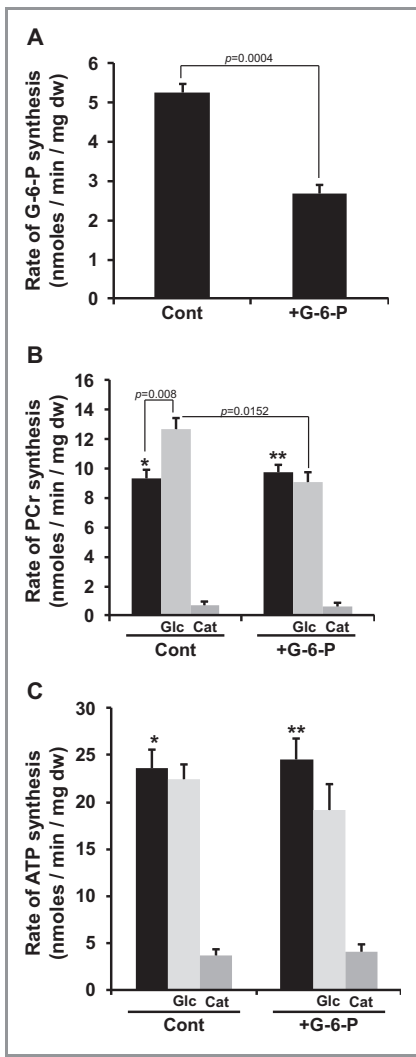 A
Rate of G-6-P synthesis
(nmoles / min / mg dw)
6
5
4
3
2
1
0
p=0.0004
Cont +G-6-P
B
Rate of PCr synthesis
(nmoles / min / mg dw)
16
14
12
10
8
6
4
2
0
p=0.008
p=0.0152
*
**
Glc Cat Glc Cat
Cont +G-6-P
C
Rate of ATP synthesis
(nmoles / min / mg dw)
30
25
20
15
10
5
0
*
**
Glc Cat Glc Cat
Cont +G-6-P